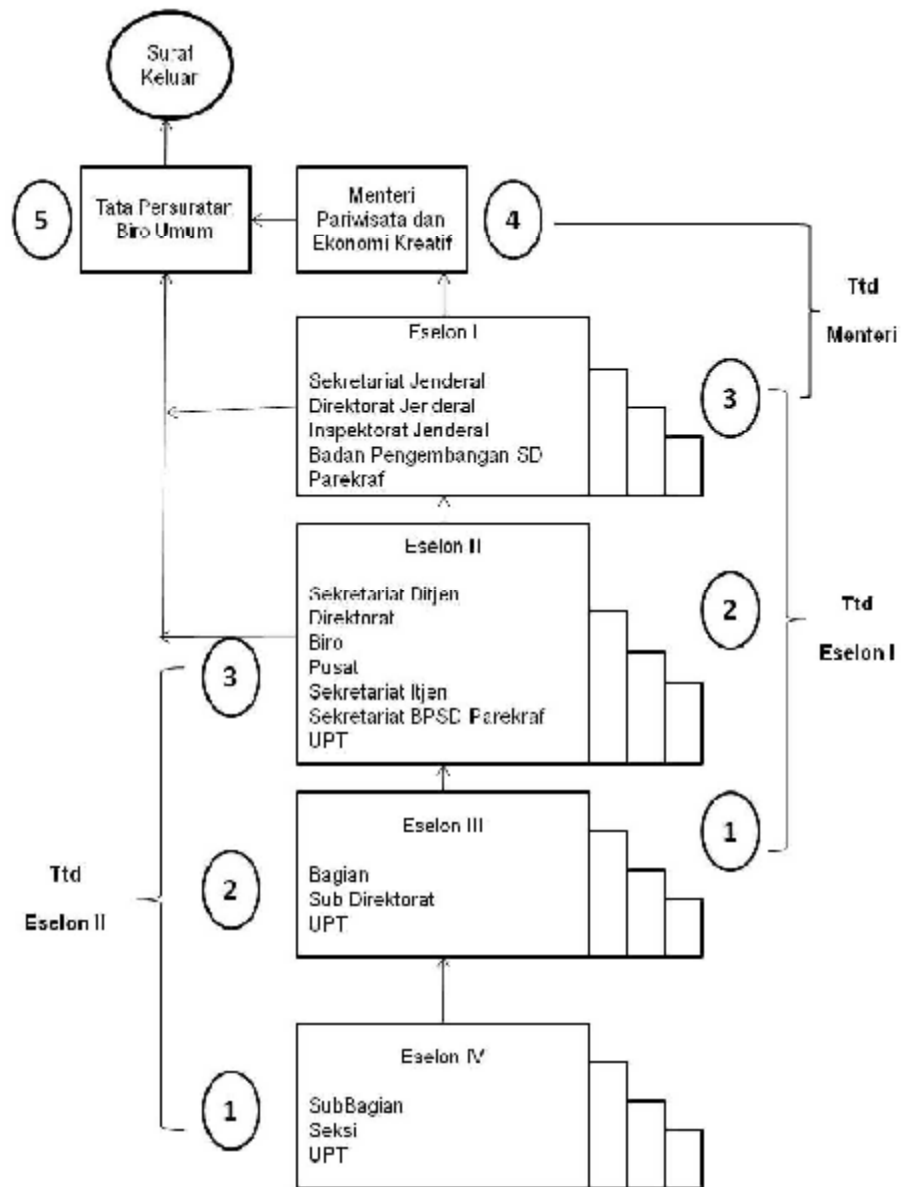 Surat
Keluar
5
Tata Persuratan
Biro Umum
Menteri
Pariwisata dan
Ekonomi Kreatif
4
Ttd
Menteri
Eselon I
Sekretariat Jenderal
Direktorat Jenderal
Inspektorat Jenderal
Badan Pengembangan SD
Parekraf
3
Eselon II
Sekretariat Ditjen
Direktorat
Biro
Pusat
Sekretariat Itjen
Sekretariat BPSD Parekraf
UPT
2
Ttd
Eselon I
3
Eselon III
Bagian
Sub Direktorat
UPT
1
Ttd
Eselon II
2
Eselon IV
SubBagian
Seksi
UPT
1